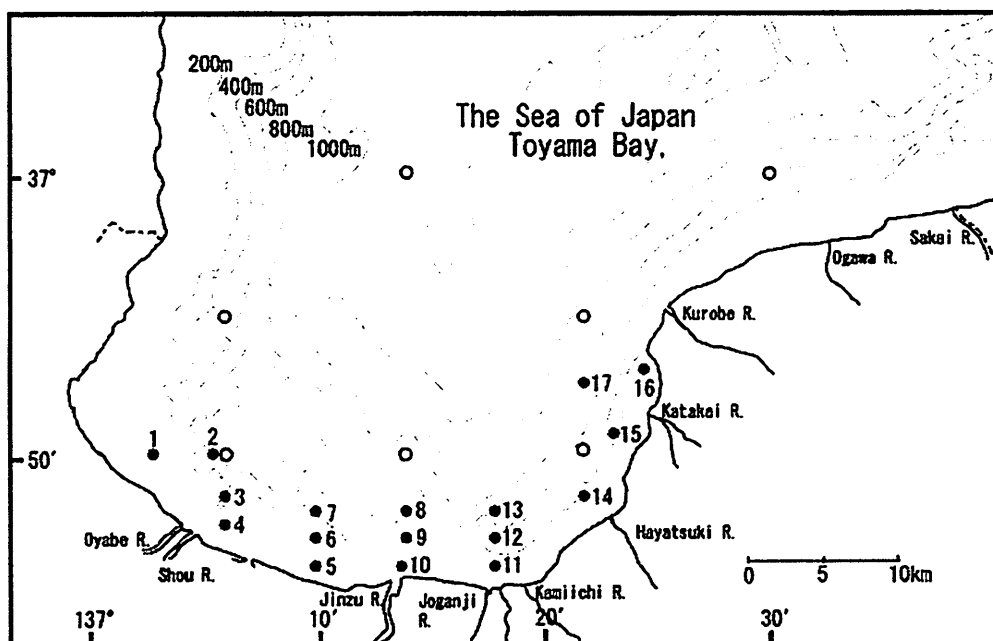 200m
400m
600m
800m
1000m
The Sea of Japan
Toyama Bay.
37°
Sakai R.
Ogawa R.
Kurobe R.
17
16
Katakai R.
15
1
2
50'
3
7
8
13
14
4
6
9
12
Hayatsuki R.
Oyabe R.
5
10
11
Shou R.
0 5 10km
Jinzu R.
Joganji
R.
Kamiichi R.
137°
10'
20'
30'